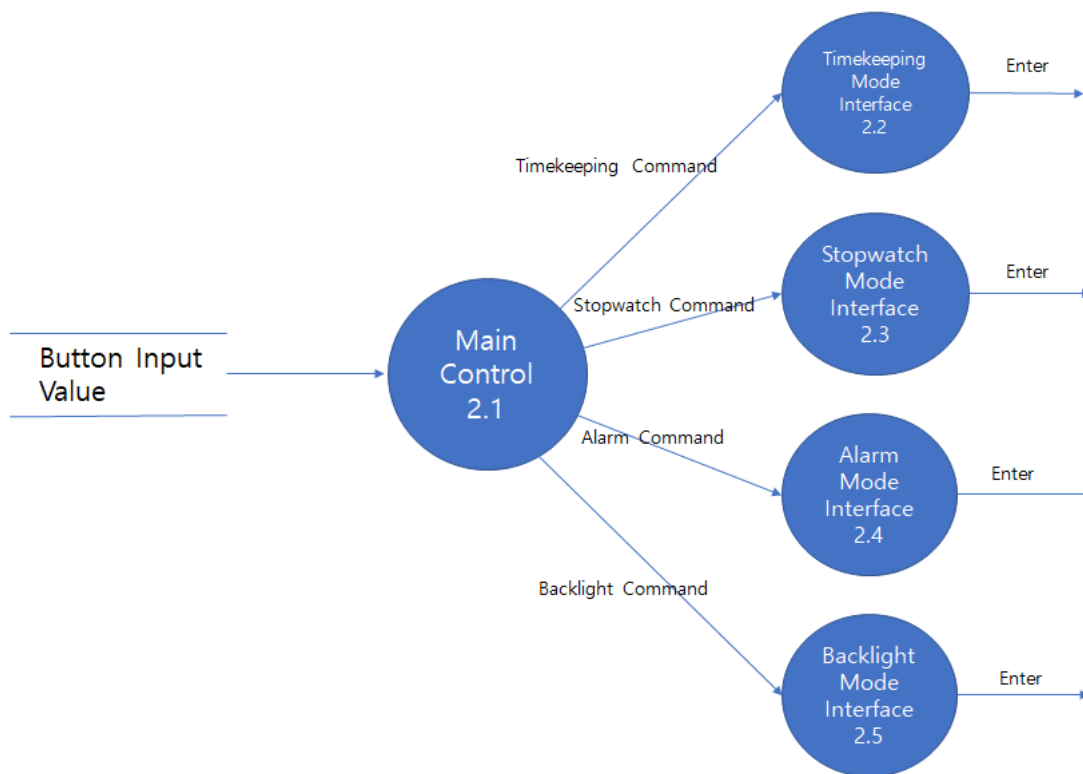 Timekeeping
Mode
Interface
2.2
Enter
Timekeeping Command
Stopwatch
Mode
Interface
2.3
Enter
Stopwatch Command
Button Input
Value
Main
Control
2.1
Alarm Command
Alarm
Mode
Interface
2.4
Enter
Backlight Command
Backlight
Mode
Interface
2.5
Enter